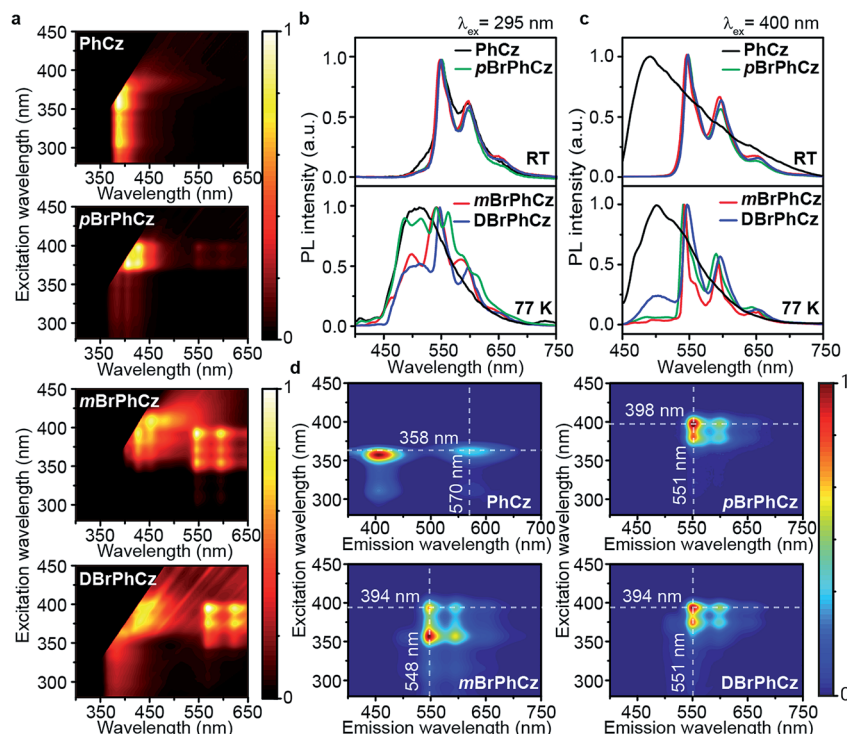 a
450
400
350
300
PhCz
350 450 550 650
Wavelength (nm)
450
400
350
300
pBrPhCz
350 450 550 650
Wavelength (nm)
450
400
350
300
mBrPhCz
350 450 550 650
Wavelength (nm)
450
400
350
300
DBrPhCz
350 450 550 650
Wavelength (nm)
Excitation wavelength (nm)
Excitation wavelength (nm)
1
0
1
0
b
λex= 295 nm
PhCz
pBrPhCz
RT
1.0
0.5
0.0
mBrPhCz
DBrPhCz
77 K
1.0
0.5
0.0
PL intensity (a.u.)
400 450 550 650 750
Wavelength (nm)
c
λex= 400 nm
PhCz
pBrPhCz
RT
1.0
0.5
0.0
mBrPhCz
DBrPhCz
77 K
1.0
0.5
0.0
PL intensity (a.u.)
450 550 650 750
Wavelength (nm)
d
450
400
350
300
358 nm
570 nm
PhCz
400 500 600 700
Emission wavelength (nm)
450
400
350
300
398 nm
551 nm
pBrPhCz
450 550 650 750
Emission wavelength (nm)
450
400
350
300
394 nm
548 nm
mBrPhCz
450 550 650 750
Emission wavelength (nm)
450
400
350
300
394 nm
551 nm
DBrPhCz
450 550 650 750
Emission wavelength (nm)
Excitation wavelength (nm)
1
0